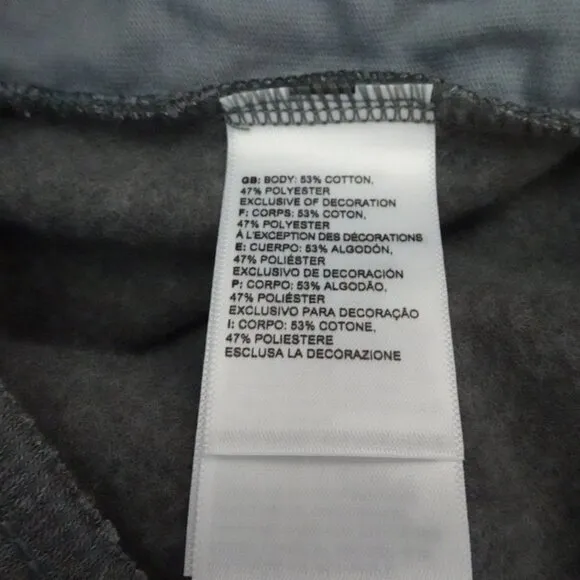 GB: BODY: 53% COTTON,
47% POLYESTER
EXCLUSIVE OF DECORATION
F: CORPS: 53% COTON,
47% POLYESTER
À L'EXCEPTION DES DÉCORATIONS
E: CUERPO: 53% ALGODÓN,
47% POLIÉSTER
EXCLUSIVO DE DECORACIÓN
P: CORPO: 53% ALGODÃO,
47% POLIÉSTER
EXCLUSIVO PARA DECORAÇÃO
I: CORPO: 53% COTONE,
47% POLIESTERE
ESCLUSA LA DECORAZIONE